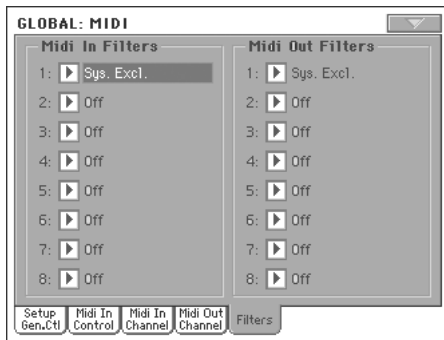 GLOBAL: MIDI
Midi In Filters
1: Sys. Excl.
2: Off
3: Off
4: Off
5: Off
6: Off
7: Off
8: Off
Midi Out Filters
1: Sys. Excl.
2: Off
3: Off
4: Off
5: Off
6: Off
7: Off
8: Off
Setup Gen.Ctl
Midi In Control
Midi In Channel
Midi Out Channel
Filters